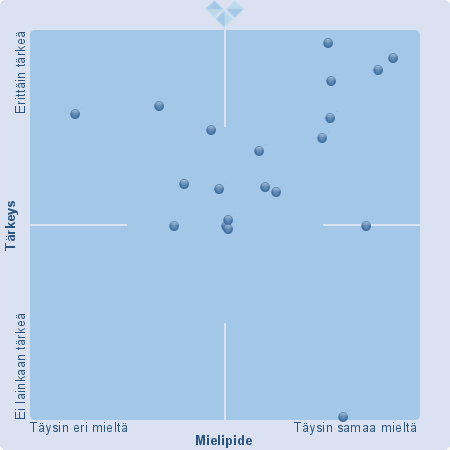 Erittäin tärkeä
Tärkeys
Ei lainkaan tärkeä
Täysin eri mieltä
Täysin samaa mieltä
Mielipide